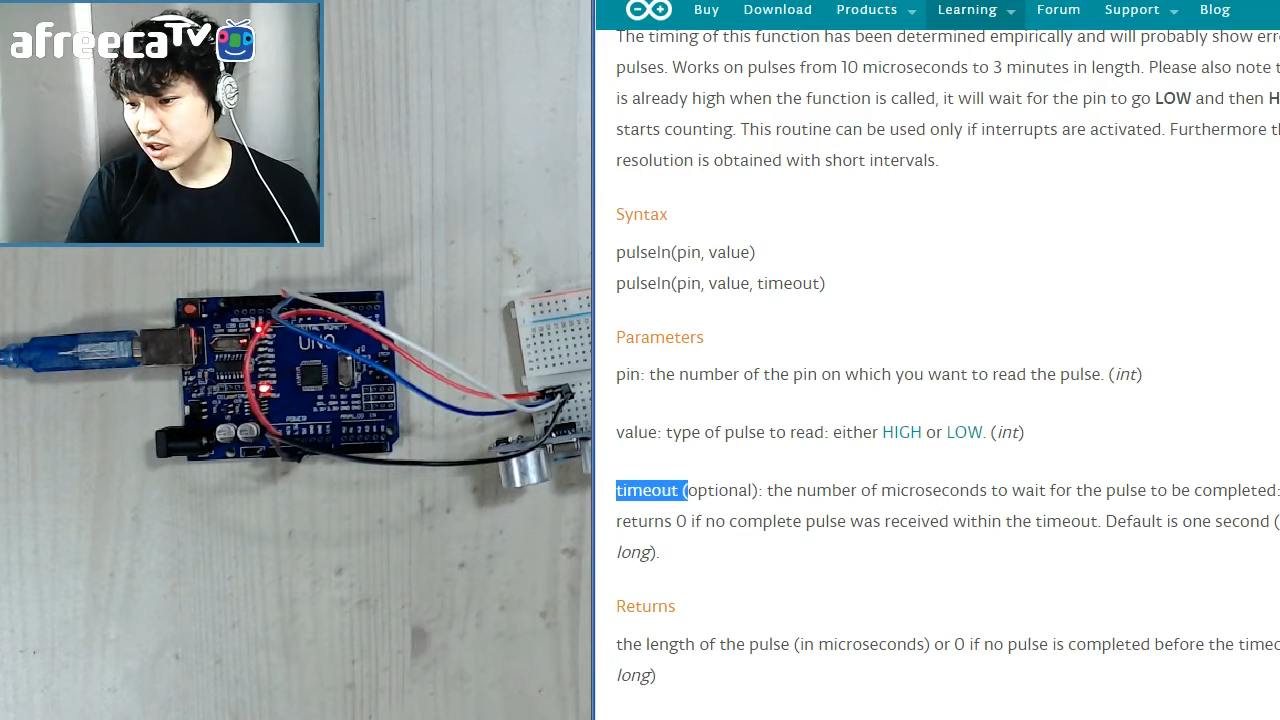 afreecaTV
Buy Download Products Learning Forum Support Blog
The timing of this function has been determined empirically and will probably show
pulses. Works on pulses from 10 microseconds to 3 minutes in length. Please also note
is already high when the function is called, it will wait for the pin to go LOW and then
starts counting. This routine can be used only if interrupts are activated. Furthermore
resolution is obtained with short intervals.
Syntax
pulseIn(pin, value)
pulseIn(pin, value, timeout)
Parameters
pin: the number of the pin on which you want to read the pulse. (int)
value: type of pulse to read: either HIGH or LOW. (int)
timeout (optional): the number of microseconds to wait for the pulse to be completed:
returns 0 if no complete pulse was received within the timeout. Default is one second (
long).
Returns
the length of the pulse (in microseconds) or 0 if no pulse is completed before the
long)
UNO
POWER